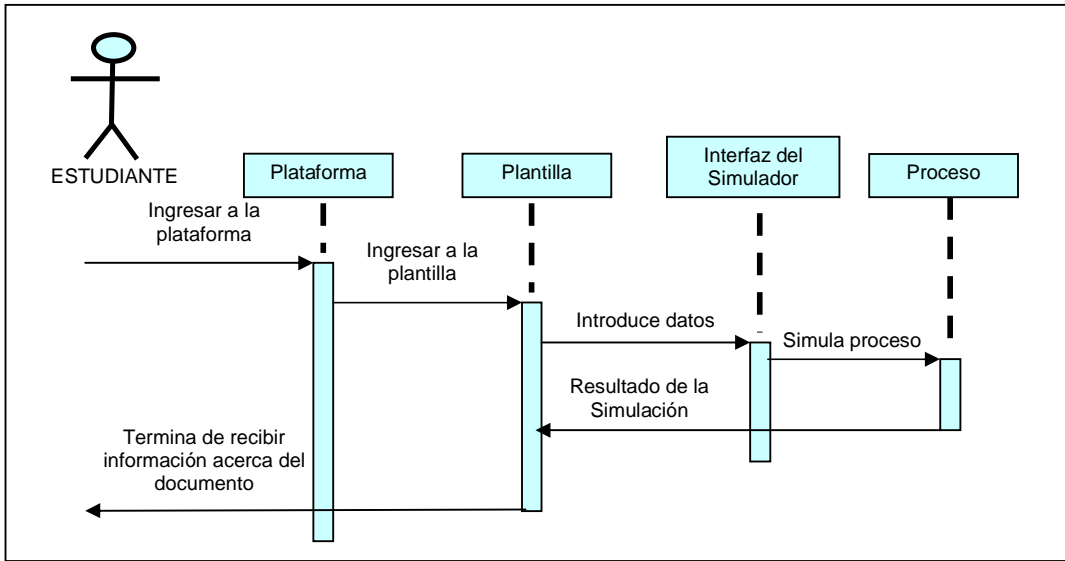 ESTUDIANTE
Plataforma
Plantilla
Interfaz del
Simulador
Proceso
Ingresar a la
plataforma
Ingresar a la
plantilla
Introduce datos
Simula proceso
Resultado de la
Simulación
Termina de recibir
información acerca del
documento